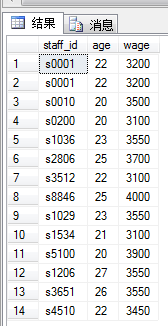 结果 消息
staff_id age wage
1 s0001 22 3200
2 s0001 22 3200
3 s0010 20 3500
4 s0200 20 3100
5 s1036 23 3550
6 s2806 25 3700
7 s3512 22 3100
8 s8846 25 4000
9 s1029 23 3550
10 s1534 21 3100
11 s5100 20 3900
12 s1206 27 3550
13 s3651 26 3550
14 s4510 22 3450